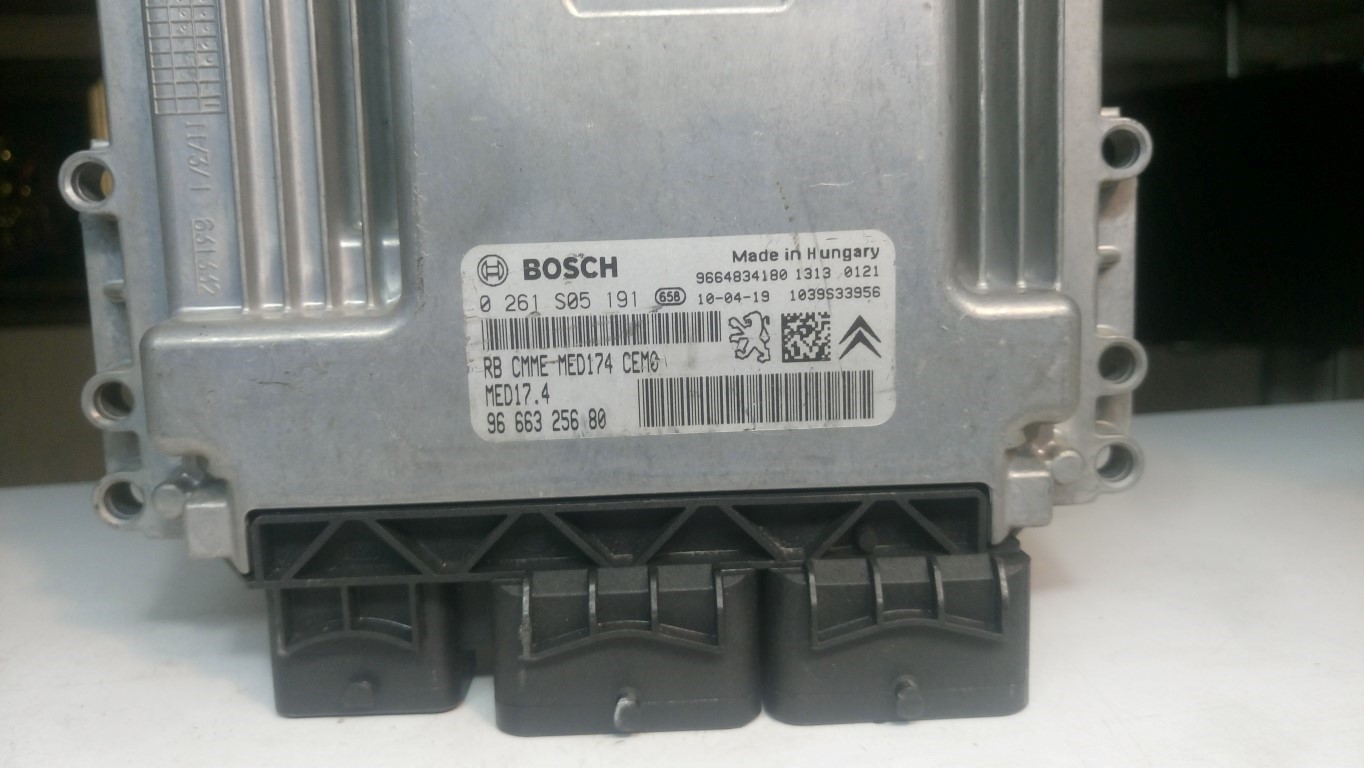 BOSCH
Made in Hungary
9664834180 1313 0121
0 261 S05 191 658 10-04-19 1039S33956
RB CMME-MED174 CEM0
MED17.4
96 663 256 80